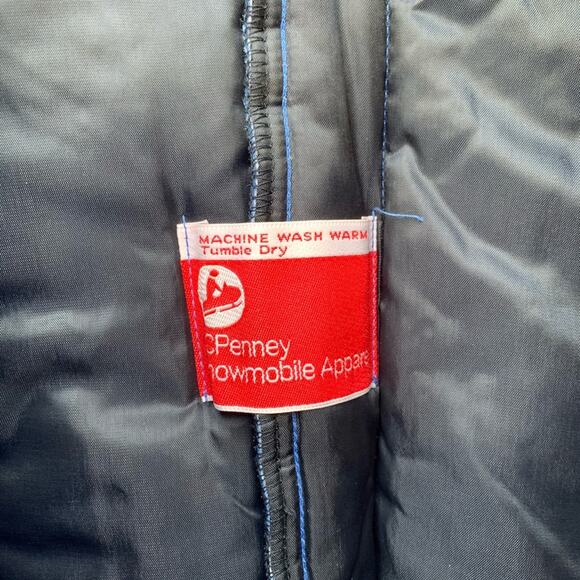 MACHINE WASH WARM
Tumble Dry
CPenney
nowmobile Appare